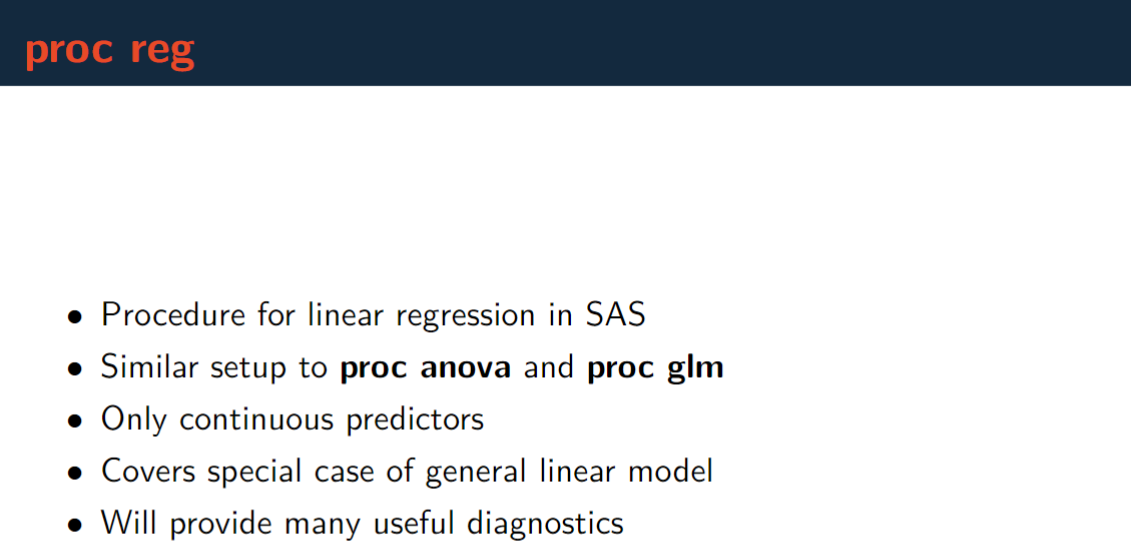 proc reg
• Procedure for linear regression in SAS
• Similar setup to proc anova and proc glm
• Only continuous predictors
• Covers special case of general linear model
• Will provide many useful diagnostics